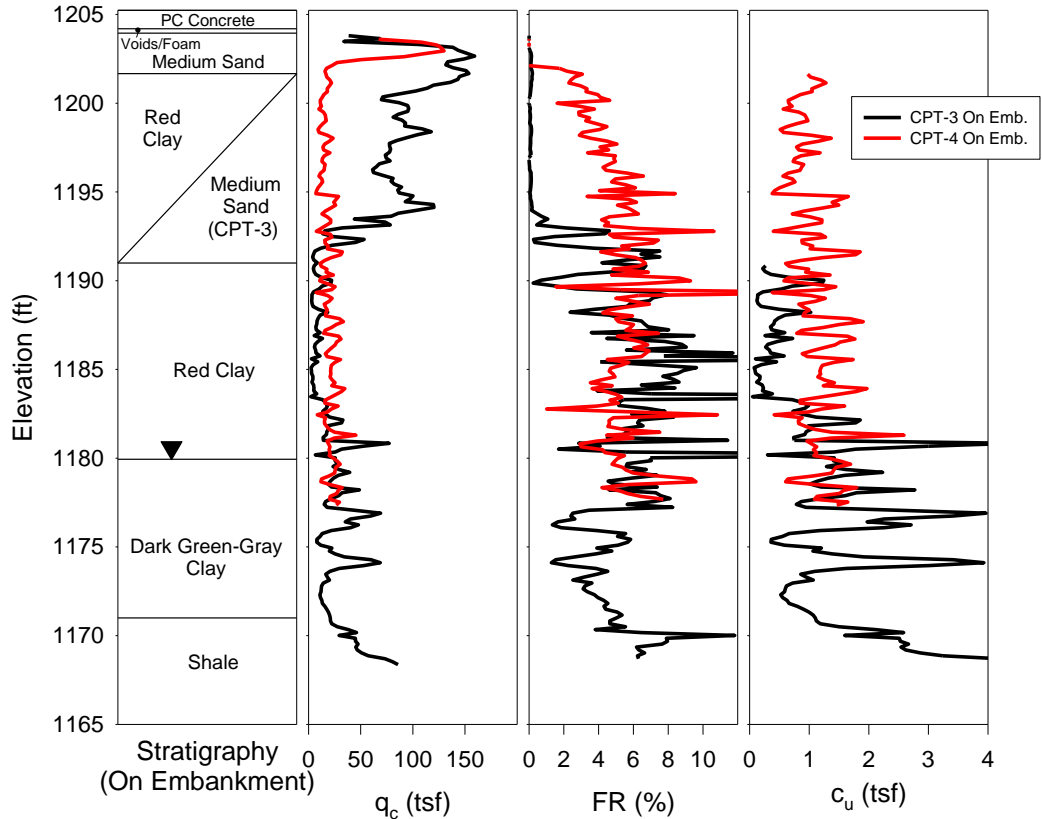 1205
1200
1195
1190
1185
1180
1175
1170
1165
Elevation (ft)
PC Concrete
Voids/Foam
Medium Sand
Red
Clay
Medium
Sand
(CPT-3)
Red Clay
Dark Green-Gray
Clay
Shale
Stratigraphy
(On Embankment)
0 50 100 150
q_c (tsf)
0 2 4 6 8 10
FR (%)
0 1 2 3 4
c_u (tsf)
CPT-3 On Emb.
CPT-4 On Emb.